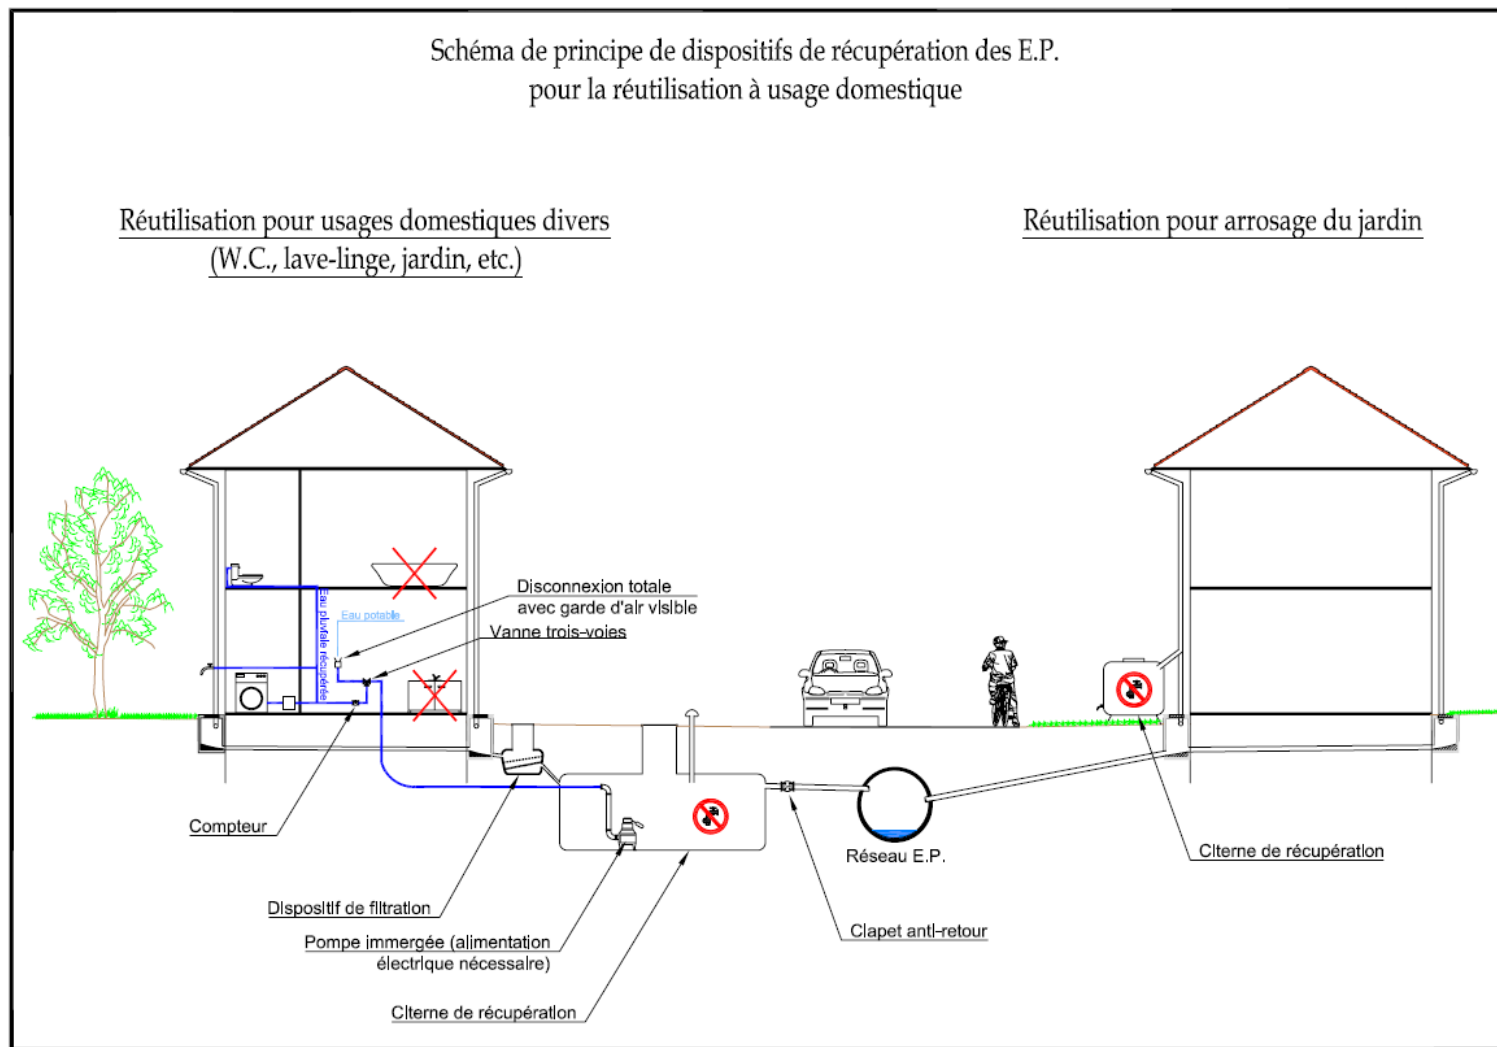 Schéma de principe de dispositifs de récupération des E.P.
pour la réutilisation à usage domestique
Réutilisation pour usages domestiques divers
(W.C., lave-linge, jardin, etc.)
Réutilisation pour arrosage du jardin
Disconnexion totale
avec garde d'air visible
Vanne trois-voies
Eau potable
Eau pluviale récupérée
Compteur
Dispositif de filtration
Pompe immergée (alimentation
électrique nécessaire)
Citerne de récupération
Réseau E.P.
Clapet anti-retour
Citerne de récupération